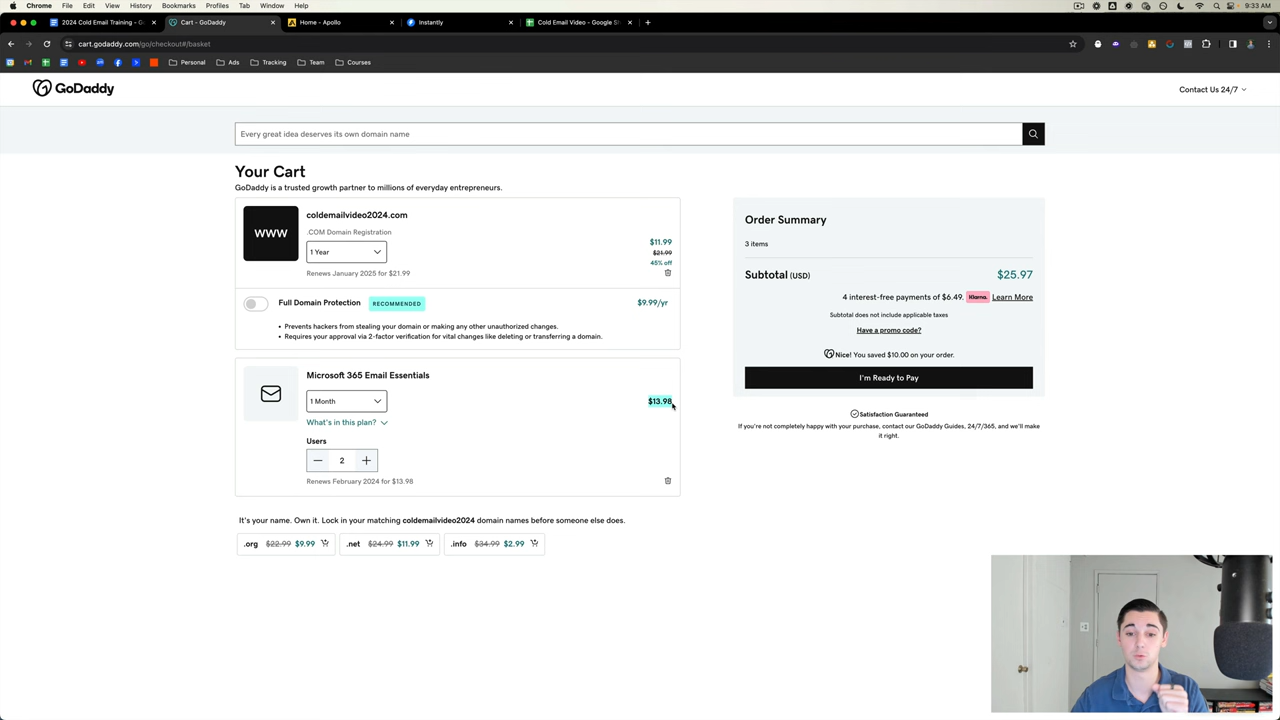 Chrome File Edit View History Bookmarks Profiles Tab Window Help 9:33 AM
2024 Cold Email Training - G Cart - GoDaddy Home - Apollo Instantly Cold Email Video - Google Sh
cart.godaddy.com/go/checkout#/basket
Personal Ads Tracking Team Courses
GoDaddy
Contact Us 24/7
Every great idea deserves its own domain name
Your Cart
GoDaddy is a trusted growth partner to millions of everyday entrepreneurs.
WWW
coldemailvideo2024.com
.COM Domain Registration
1 Year
Renews January 2025 for $21.99
$11.99
$21.99
45% off
Full Domain Protection RECOMMENDED $9.99/yr
• Prevents hackers from stealing your domain or making any other unauthorized changes.
• Requires your approval via 2-factor verification for vital changes like deleting or transferring a domain.
Microsoft 365 Email Essentials
1 Month
$13.98
What's in this plan?
Users
2
Renews February 2024 for $13.98
It's your name. Own it. Lock in your matching coldemailvideo2024 domain names before someone else does.
.org $22.99 $9.99 .net $24.99 $11.99 .info $34.99 $2.99
Order Summary
3 items
Subtotal (USD) $25.97
4 interest-free payments of $6.49. Klarna. Learn More
Subtotal does not include applicable taxes
Have a promo code?
Nice! You saved $10.00 on your order.
I'm Ready to Pay
Satisfaction Guaranteed
If you're not completely happy with your purchase, contact our GoDaddy Guides, 24/7/365, and we'll make
it right.